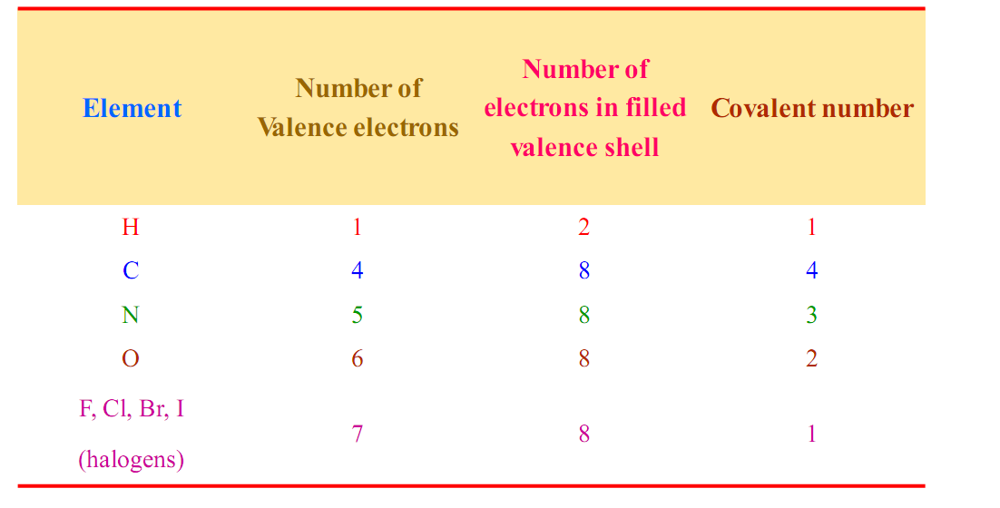 Element
Number of
Valence electrons
Number of
electrons in filled
valence shell
Covalent number
H 1 2 1
C 4 8 4
N 5 8 3
O 6 8 2
F, Cl, Br, I
(halogens)
7 8 1